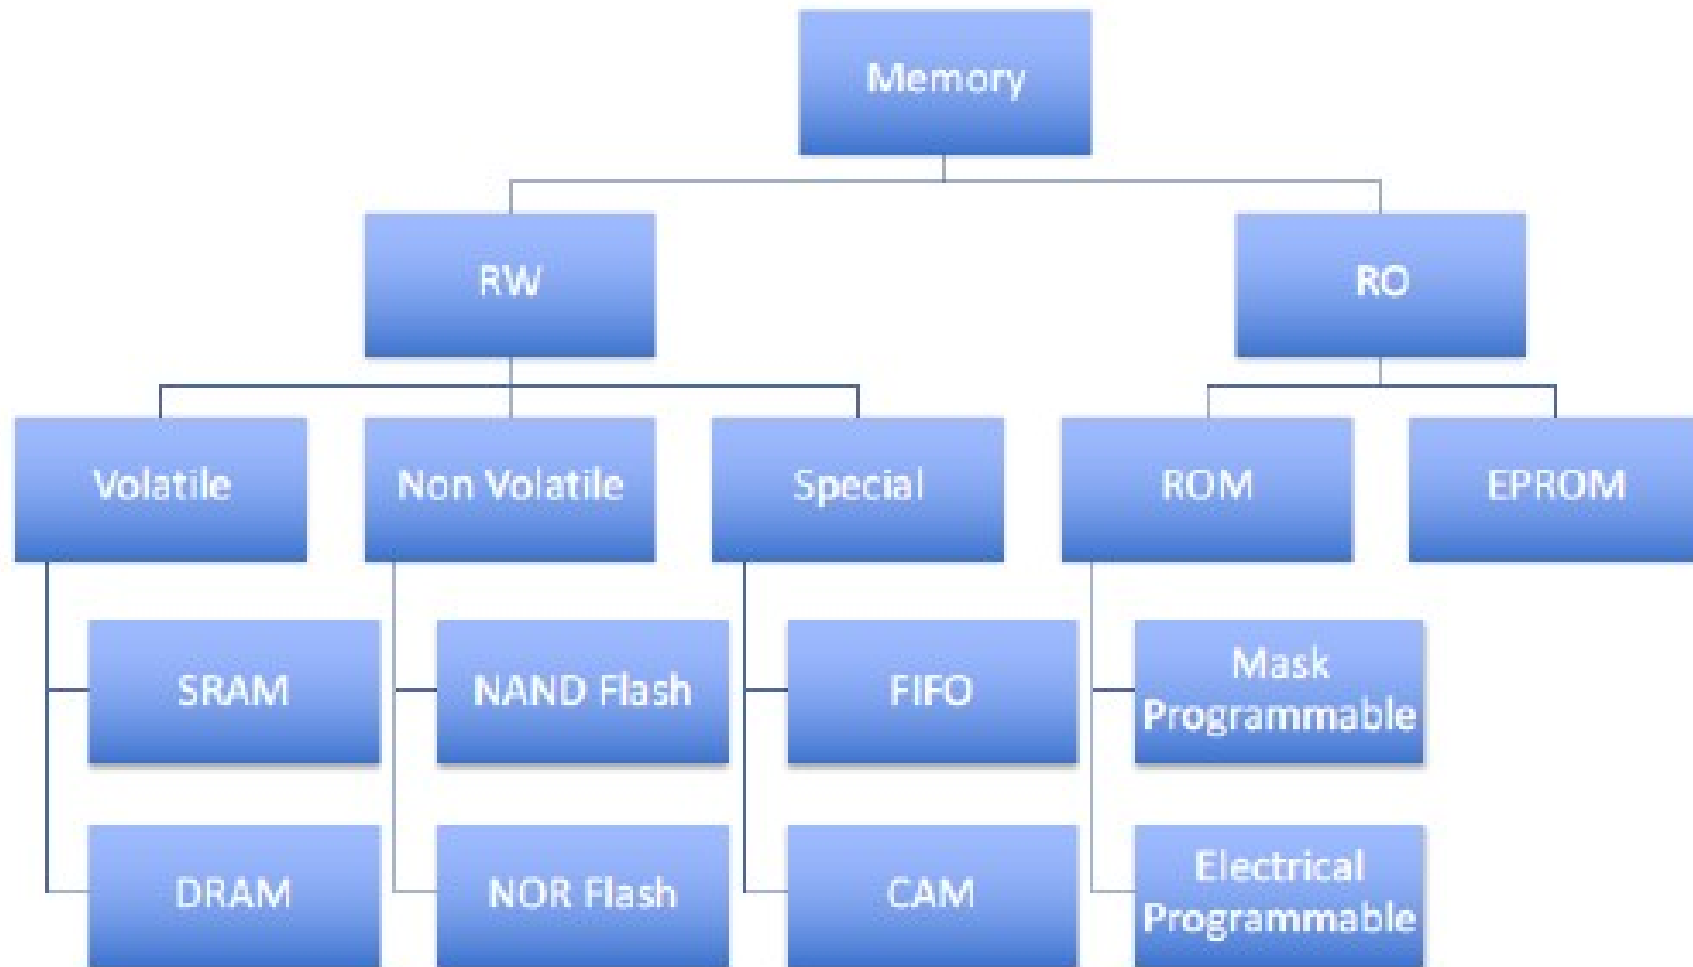 Memory
RW
RO
Volatile
Non Volatile
Special
ROM
EPROM
SRAM
NAND Flash
FIFO
Mask
Programmable
DRAM
NOR Flash
CAM
Electrical
Programmable